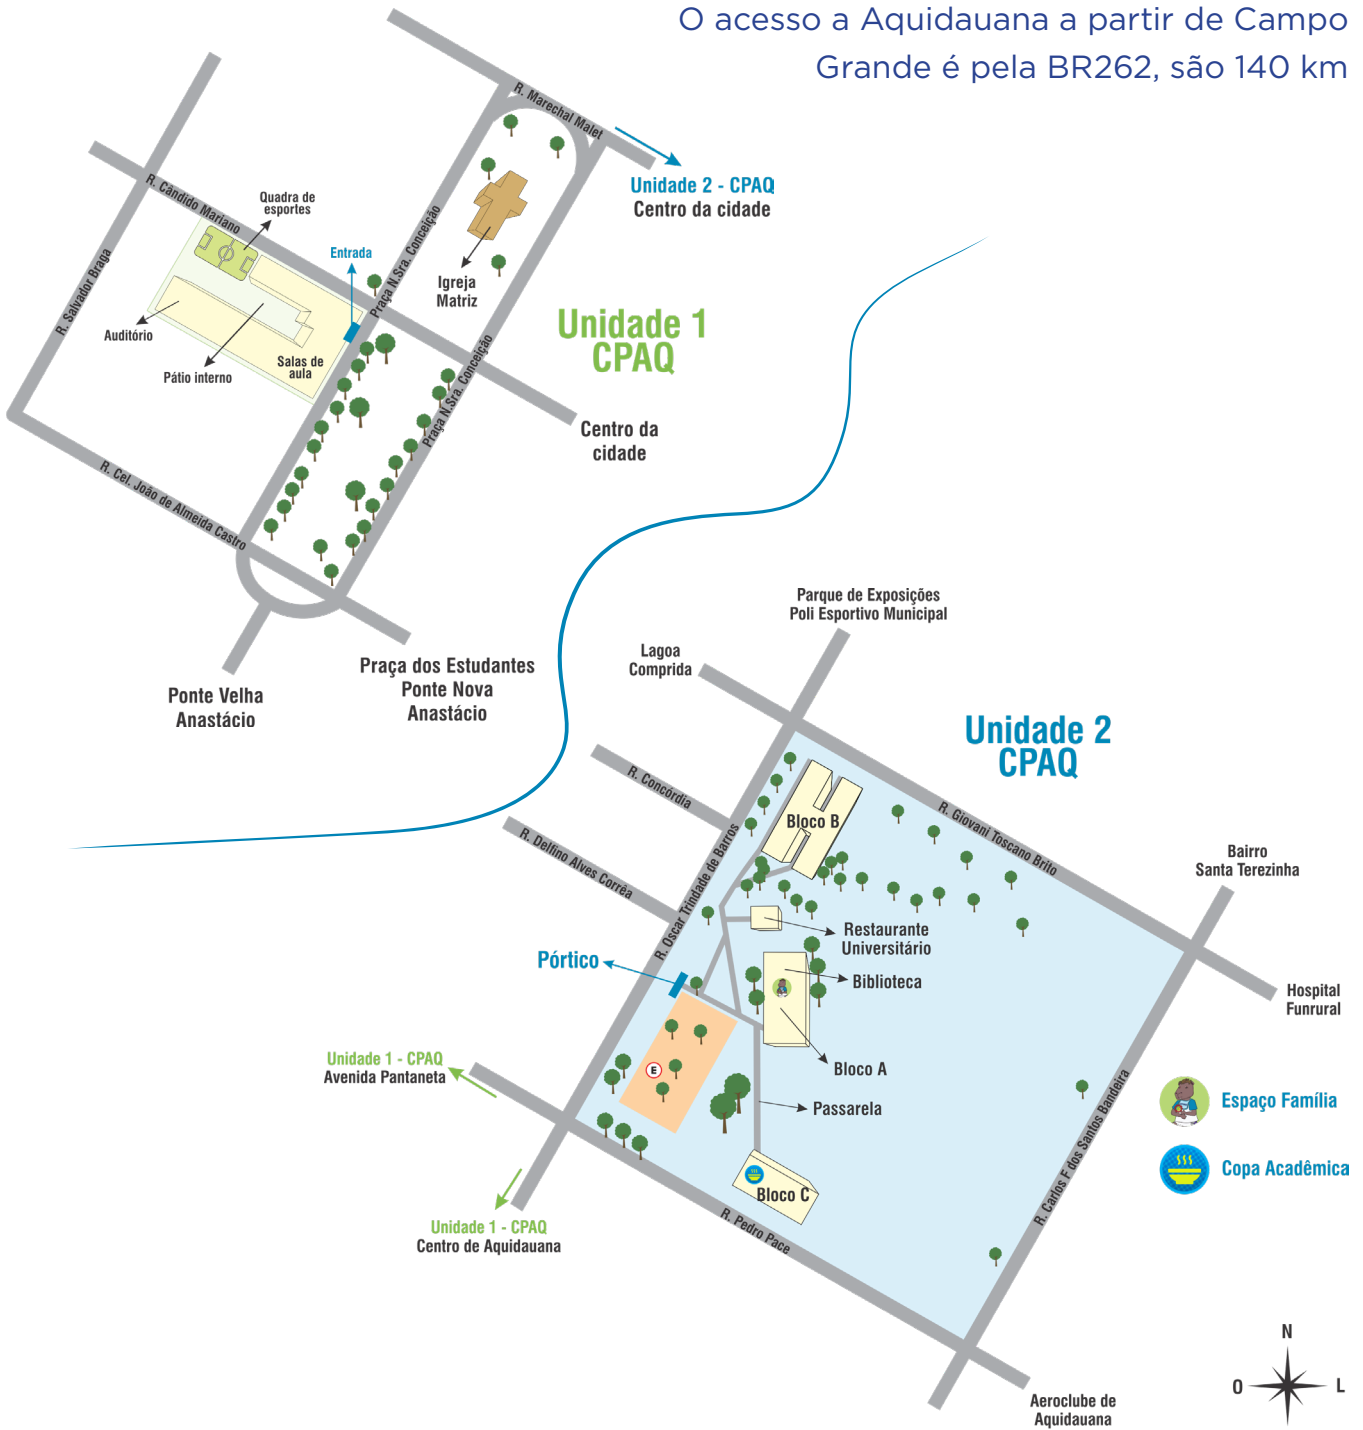 O acesso a Aquidauana a partir de Campo
Grande é pela BR262, são 140 km
R. Marechal Malet
Unidade 2 - CPAQ
Centro da cidade
R. Cândido Mariano
Quadra de
esportes
Entrada
Praça N.Sra. Conceição
Igreja
Matriz
R. Salvador Braga
Auditório
Pátio interno
Salas de
aula
Unidade 1
CPAQ
Praça N.Sra. Conceição
Centro da
cidade
R. Cel. João de Almeida Castro
Praça dos Estudantes
Ponte Nova
Anastácio
Ponte Velha
Anastácio
Parque de Exposições
Poli Esportivo Municipal
Lagoa
Comprida
Unidade 2
CPAQ
R. Concórdia
R. Delfino Alves Corrêa
R. Oscar Trindade de Barros
Bloco B
R. Giovani Toscano Brito
Bairro
Santa Terezinha
Restaurante
Universitário
Pórtico
Biblioteca
Hospital
Funrural
Unidade 1 - CPAQ
Avenida Pantaneta
E
Bloco A
Passarela
R. Carlos F dos Santos Bandeira
Espaço Família
Copa Acadêmica
Bloco C
R. Pedro Pace
Unidade 1 - CPAQ
Centro de Aquidauana
Aeroclube de
Aquidauana
N
O
L